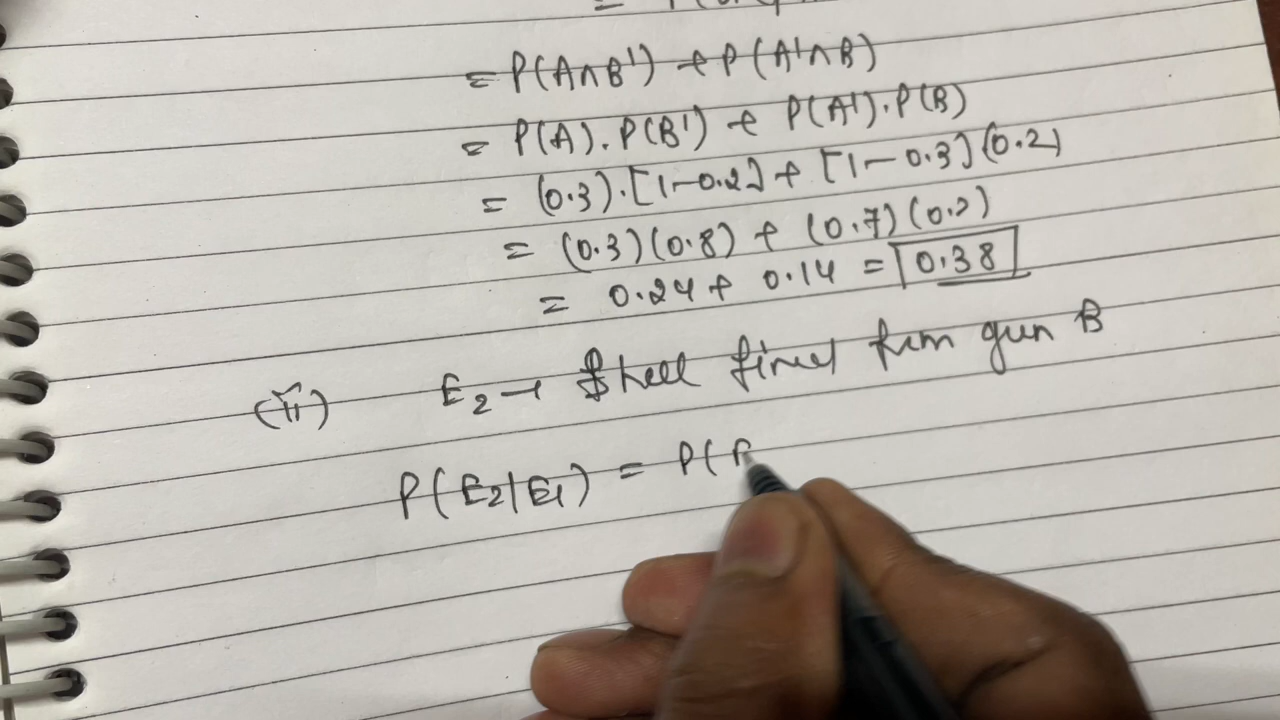 = P(A∩B') + P(A'∩B)
= P(A). P(B') + P(A'). P(B)
= (0.3).[1-0.2] + [1-0.3](0.2)
= (0.3)(0.8) + (0.7)(0.2)
= 0.24 + 0.14 = 0.38
(ii) E2 → Shell fired from gun B
P(E2|E1) = P(